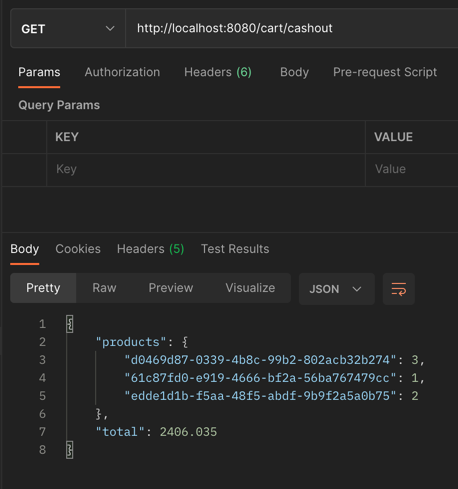 GET http://localhost:8080/cart/cashout
Params Authorization Headers (6) Body Pre-request Script
Query Params
KEY VALUE
Key Value
Body Cookies Headers (5) Test Results
Pretty Raw Preview Visualize JSON
1 {
2 "products": {
3 "d0469d87-0339-4b8c-99b2-802acb32b274": 3,
4 "61c87fd0-e919-4666-bf2a-56ba767479cc": 1,
5 "edde1d1b-f5aa-48f5-abdf-9b9f2a5a0b75": 2
6 },
7 "total": 2406.035
8 }